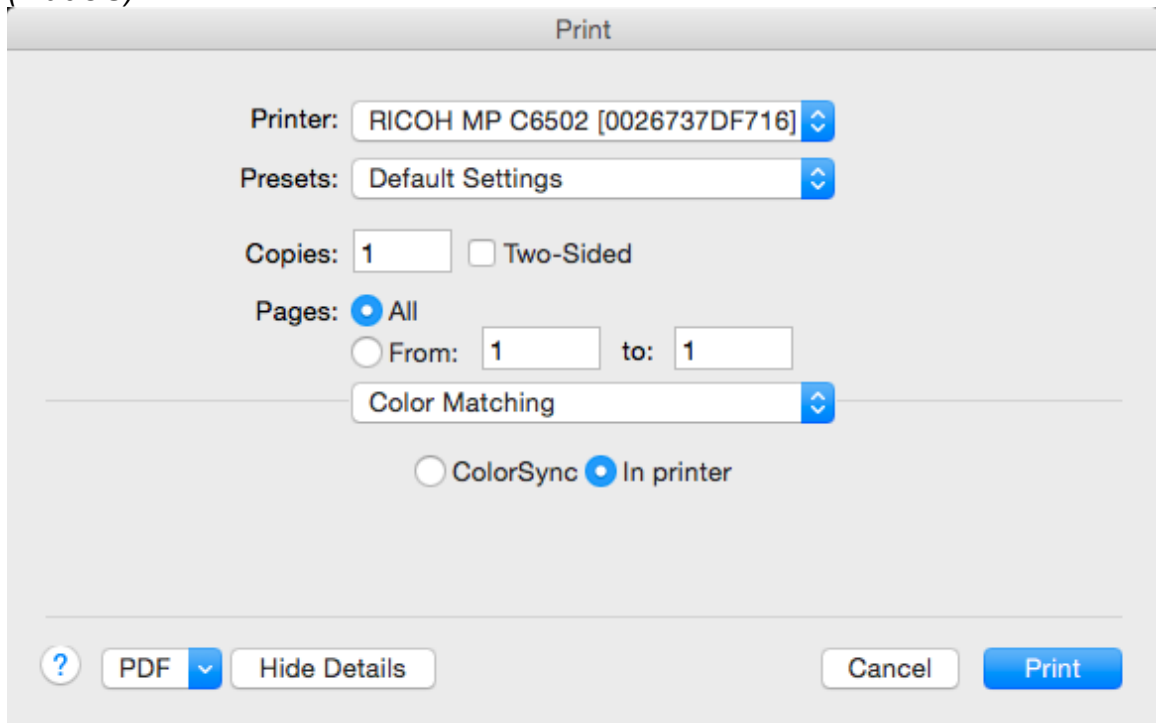 Print
Printer: RICOH MP C6502 [0026737DF716]
Presets: Default Settings
Copies: 1 Two-Sided
Pages: All
From: 1 to: 1
Color Matching
ColorSync In printer
? PDF Hide Details Cancel Print